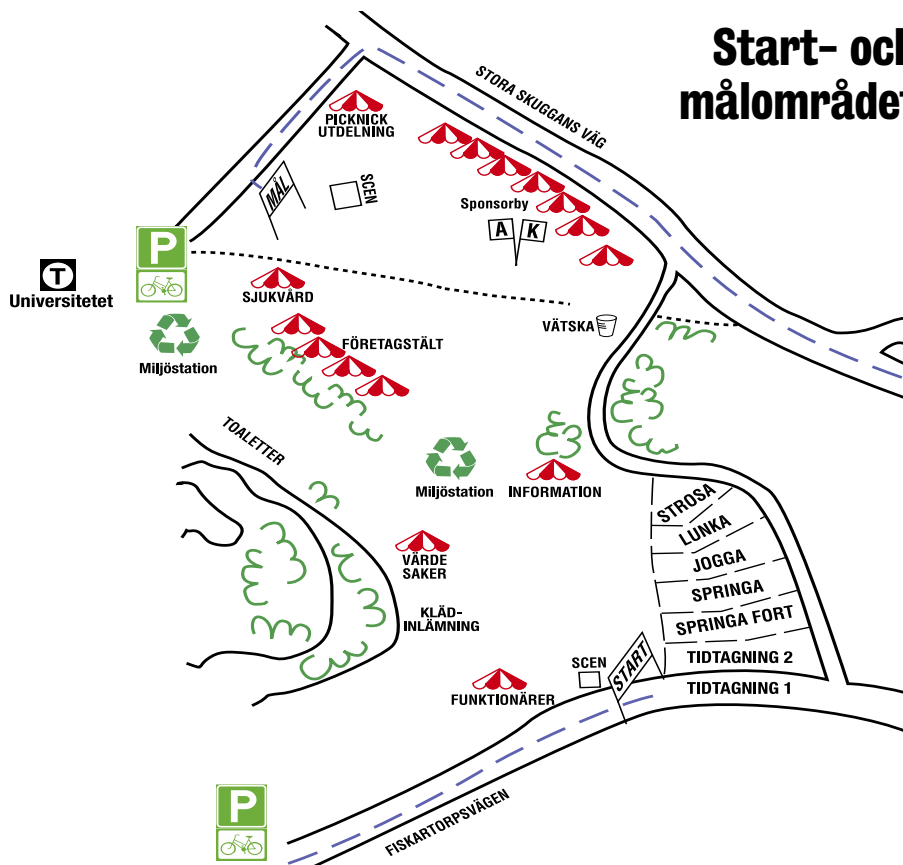 Start- och
målområdet
STORA SKUGGANS VÄG
PICKNICK
UTDELNING
SCEN
MÅL
Sponsorby
A K
P
T
Universitetet
SJUKVÅRD
VÄTSKA
FÖRETAGSTÄLT
Miljöstation
TOALETTER
Miljöstation
INFORMATION
STROSA
LUNKA
JOGGA
SPRINGA
SPRINGA FORT
VÄRDE
SAKER
KLÄD-
INLÄMNING
TIDTAGNING 2
SCEN
START
TIDTAGNING 1
FUNKTIONÄRER
P
FISKARTORPSVÄGEN